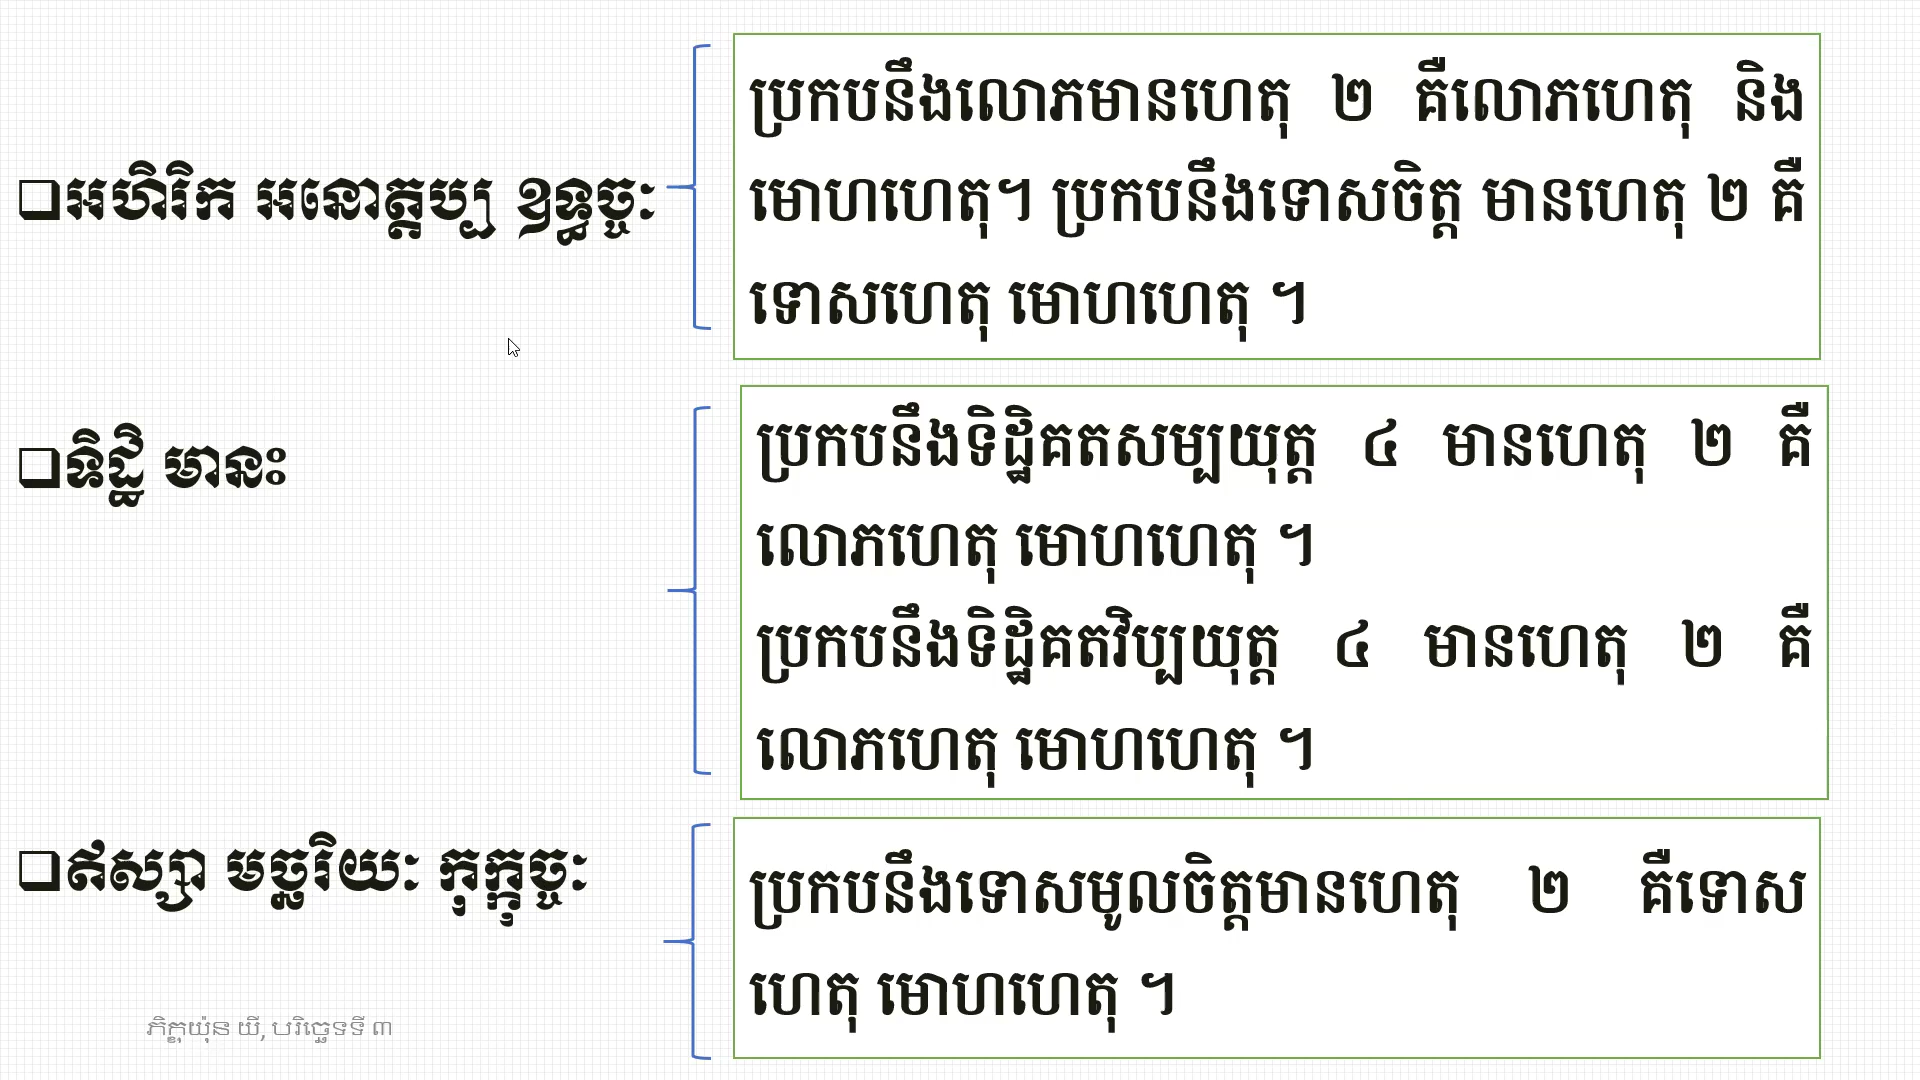 ❑អហិរិក អនោត្តប្ប ឧទ្ធច្ចៈ
ប្រកបនឹងលោភមានហេតុ ២ គឺលោភហេតុ និង
មោហហេតុ។ ប្រកបនឹងទោសចិត្ត មានហេតុ ២ គឺ
ទោសហេតុ មោហហេតុ ។
❑ទិដ្ឋិ មានះ
ប្រកបនឹងទិដ្ឋិគតសម្បយុត្ត ៤ មានហេតុ ២ គឺ
លោភហេតុ មោហហេតុ ។
ប្រកបនឹងទិដ្ឋិគតវិប្បយុត្ត ៤ មានហេតុ ២ គឺ
លោភហេតុ មោហហេតុ ។
❑ឥស្សា មច្ឆរិយៈ កុក្កុច្ចៈ
ប្រកបនឹងទោសមូលចិត្តមានហេតុ ២ គឺទោស
ហេតុ មោហហេតុ ។
ភិក្ខុយ៉ុន យី, បរិច្ឆេទទី ៣